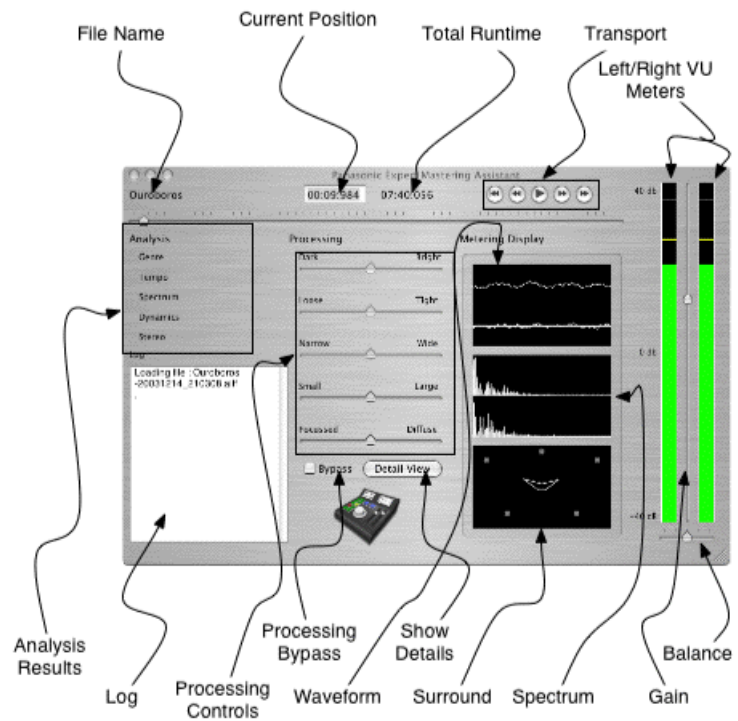 Current Position
File Name
Total Runtime
Transport
Left/Right VU
Meters
Panasonic Expert Mastering Assistant
Ouroboros
00:09:984
07:40:056
40 db
Analysis
Processing
Metering Display
Genre
Dark
Bright
Tempo
Spectrum
Loose
Tight
Dynamics
Stereo
Narrow
Wide
0 db
Log
Loading file : Ouroboros
-20031214_210308.aiff
.
Small
Large
Focussed
Diffuse
Bypass
Detail View
-40 dB
Analysis
Results
Log
Processing
Controls
Processing
Bypass
Waveform
Show
Details
Surround
Spectrum
Gain
Balance